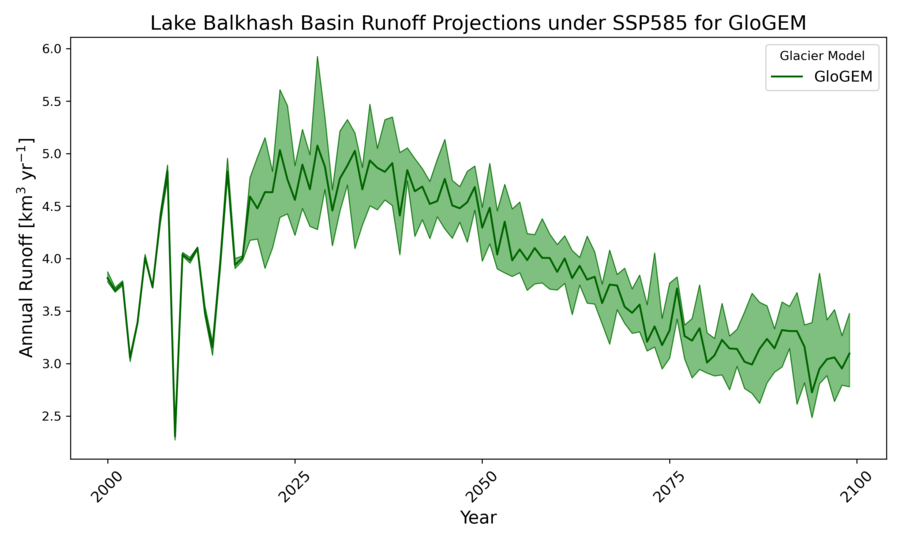 Lake Balkhash Basin Runoff Projections under SSP585 for GloGEM
Glacier Model
GloGEM
Annual Runoff [km³ yr⁻¹]
6.0
5.5
5.0
4.5
4.0
3.5
3.0
2.5
2000
2025
2050
2075
2100
Year